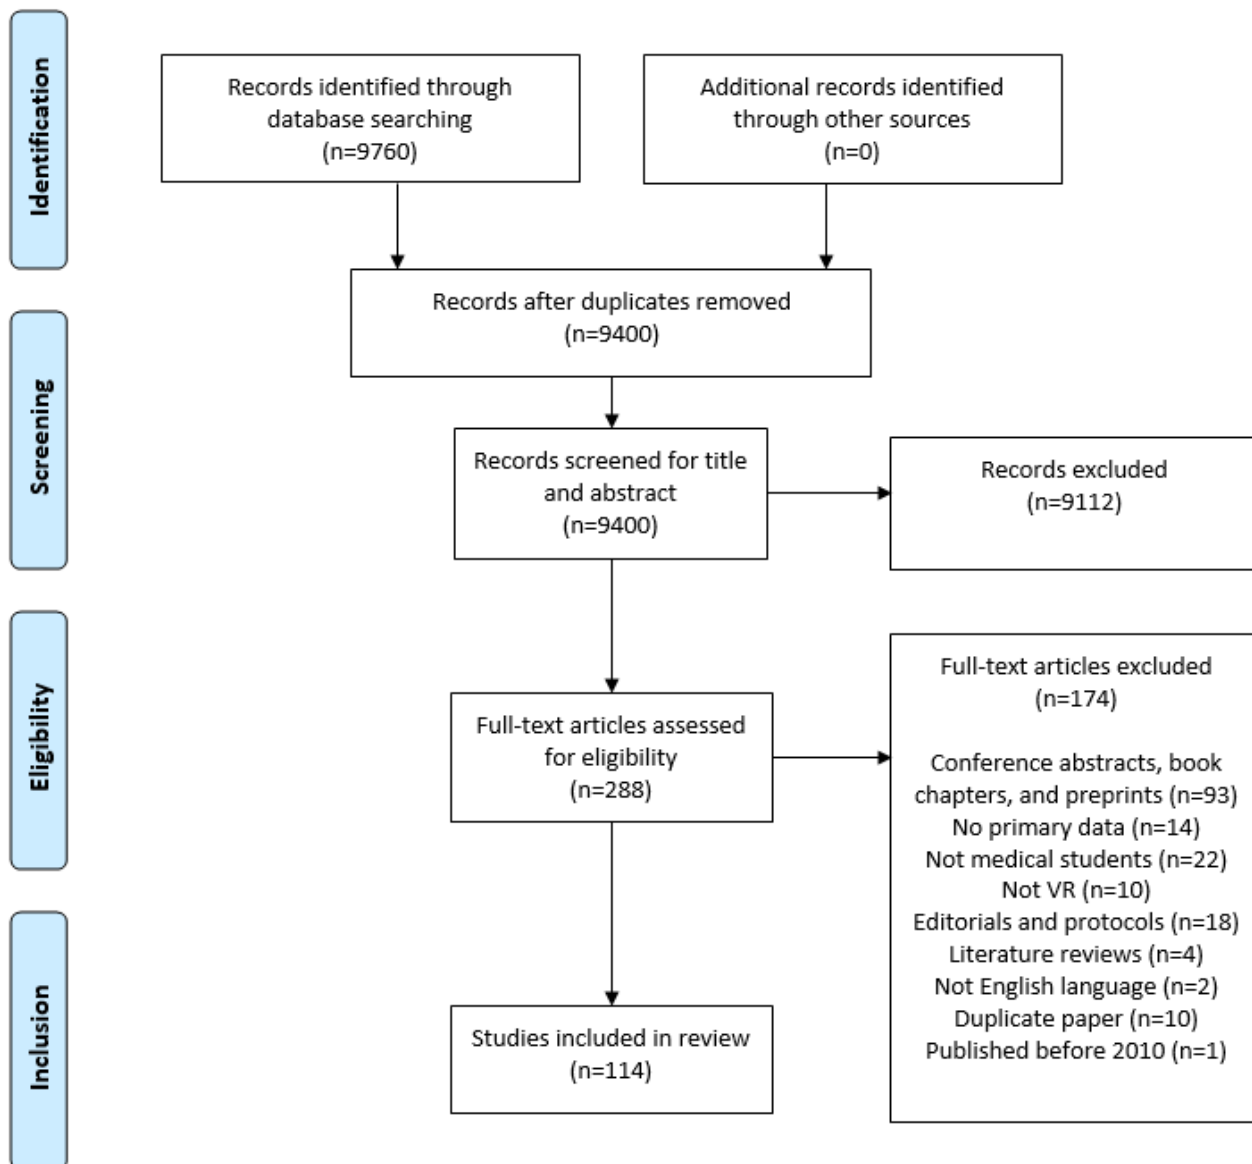 Identification
Records identified through
database searching
(n=9760)
Additional records identified
through other sources
(n=0)
Records after duplicates removed
(n=9400)
Screening
Records screened for title
and abstract
(n=9400)
Records excluded
(n=9112)
Eligibility
Full-text articles assessed
for eligibility
(n=288)
Full-text articles excluded
(n=174)
Conference abstracts, book
chapters, and preprints (n=93)
No primary data (n=14)
Not medical students (n=22)
Not VR (n=10)
Editorials and protocols (n=18)
Literature reviews (n=4)
Not English language (n=2)
Duplicate paper (n=10)
Published before 2010 (n=1)
Inclusion
Studies included in review
(n=114)